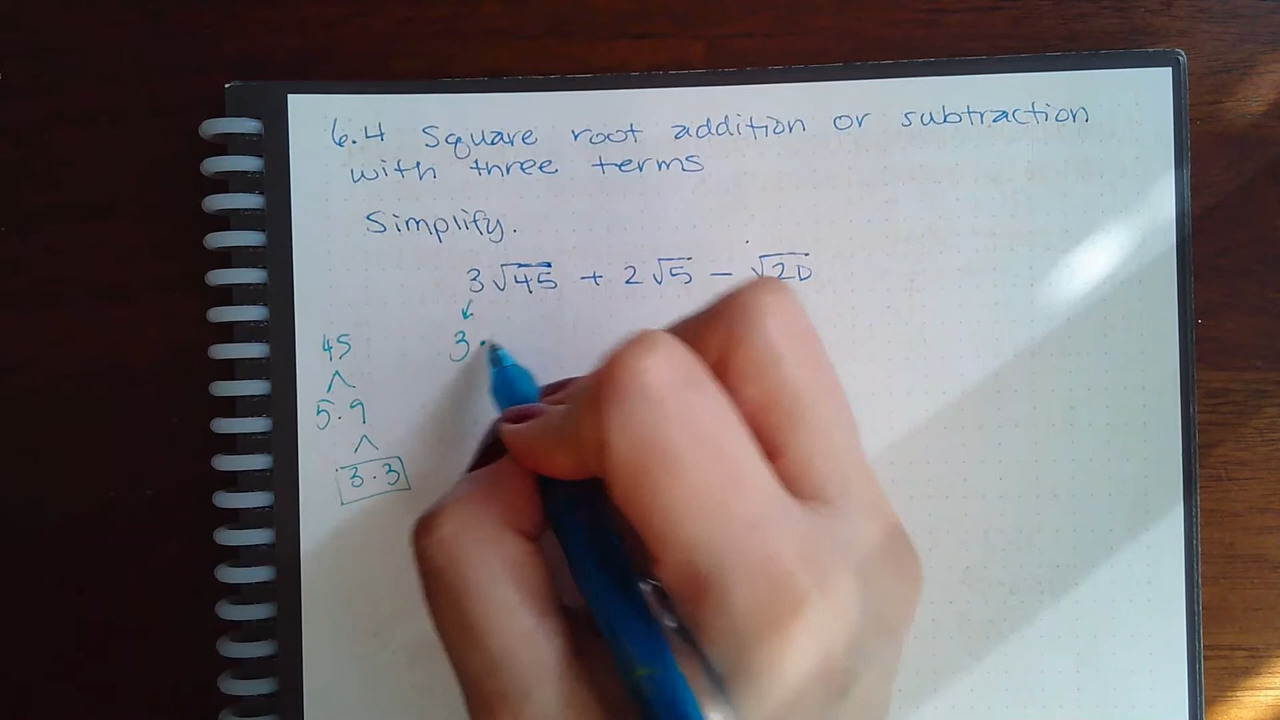 6.4 Square root addition or subtraction
with three terms
Simplify.
3√45 + 2√5 - √20
45
3·
5·9
3·3